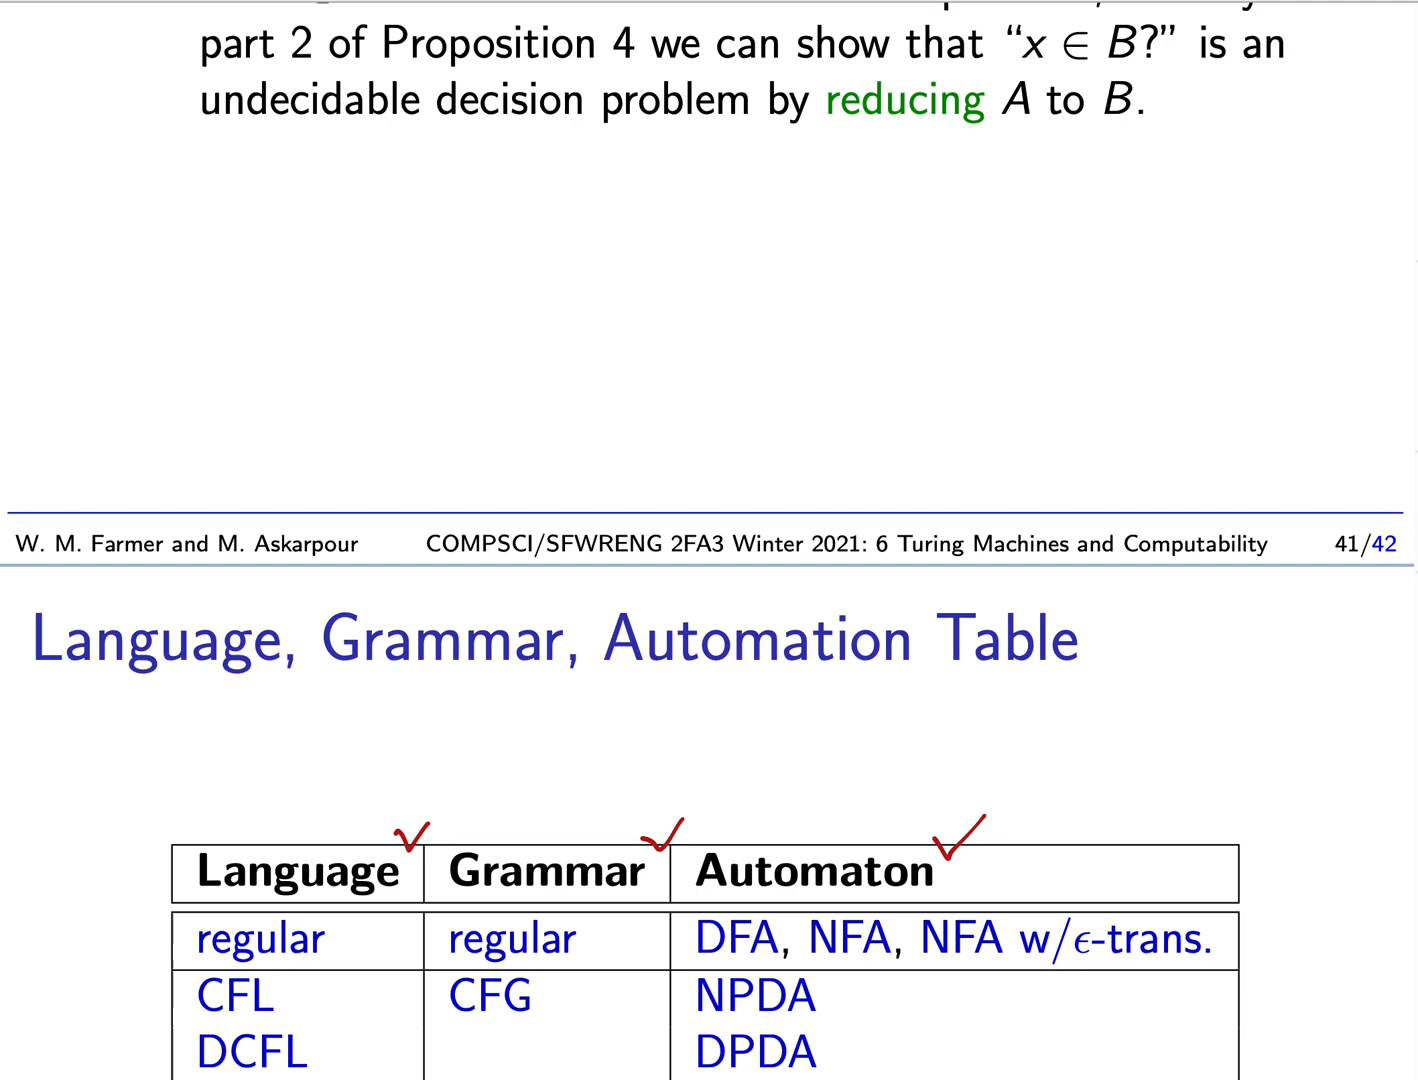 part 2 of Proposition 4 we can show that “x ∈ B?” is an
undecidable decision problem by reducing A to B.
W. M. Farmer and M. Askarpour COMPSCI/SFWRENG 2FA3 Winter 2021: 6 Turing Machines and Computability 41/42
Language, Grammar, Automation Table
Language Grammar Automaton
regular regular DFA, NFA, NFA w/ϵ-trans.
CFL CFG NPDA
DCFL DPDA